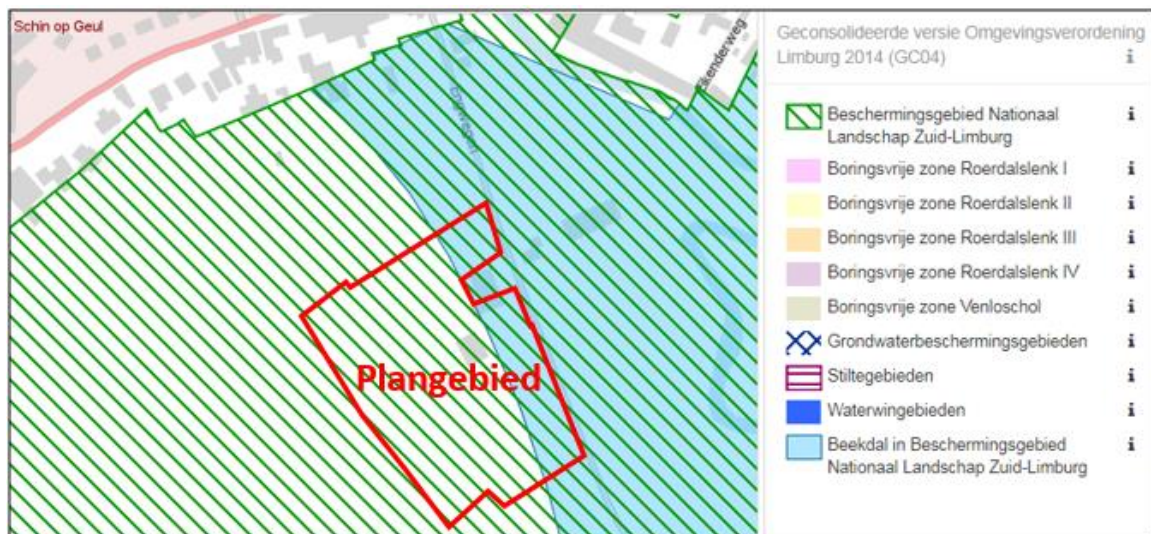 Schin op Geul
Engwegen
Eikenderweg
Plangebied
Geconsolideerde versie Omgevingsverordening
Limburg 2014 (GC04)
i
Beschermingsgebied Nationaal
Landschap Zuid-Limburg
i
Boringsvrije zone Roerdalslenk I
i
Boringsvrije zone Roerdalslenk II
i
Boringsvrije zone Roerdalslenk III
i
Boringsvrije zone Roerdalslenk IV
i
Boringsvrije zone Venloschol
i
Grondwaterbeschermingsgebieden
i
Stiltegebieden
i
Waterwingebieden
i
Beekdal in Beschermingsgebied
Nationaal Landschap Zuid-Limburg
i